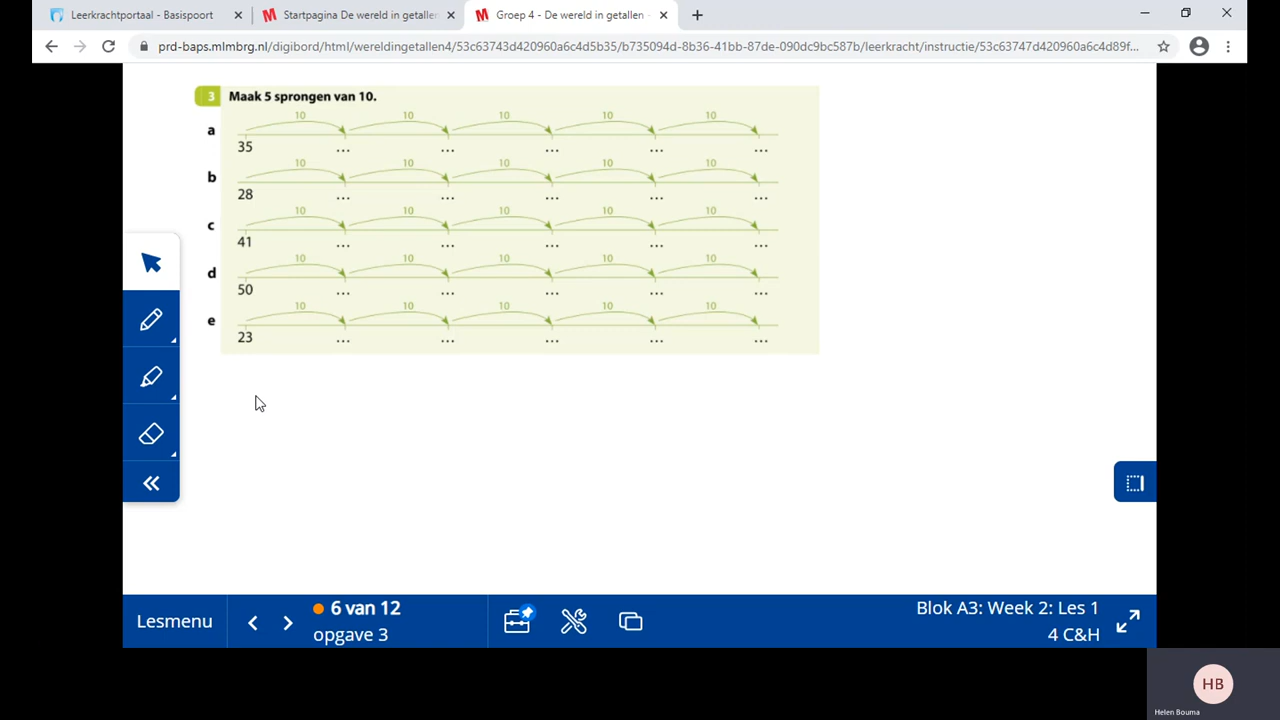 Leerkrachtportaal - Basispoort
Startpagina De wereld in getallen
Groep 4 - De wereld in getallen
prd-baps.mlmbrg.nl/digibord/html/wereldingetallen4/53c63743d420960a6c4d5b35/b735094d-8b36-41bb-87de-090dc9bc587b/leerkracht/instructie/53c63747d420960a6c4d89f...
3 Maak 5 sprongen van 10.
10 10 10 10 10
a
35 ... ... ... ... ...
10 10 10 10 10
b
28 ... ... ... ... ...
10 10 10 10 10
c
41 ... ... ... ... ...
10 10 10 10 10
d
50 ... ... ... ... ...
10 10 10 10 10
e
23 ... ... ... ... ...
Lesmenu
6 van 12
opgave 3
Blok A3: Week 2: Les 1
4 C&H
HB
Helen Bouma